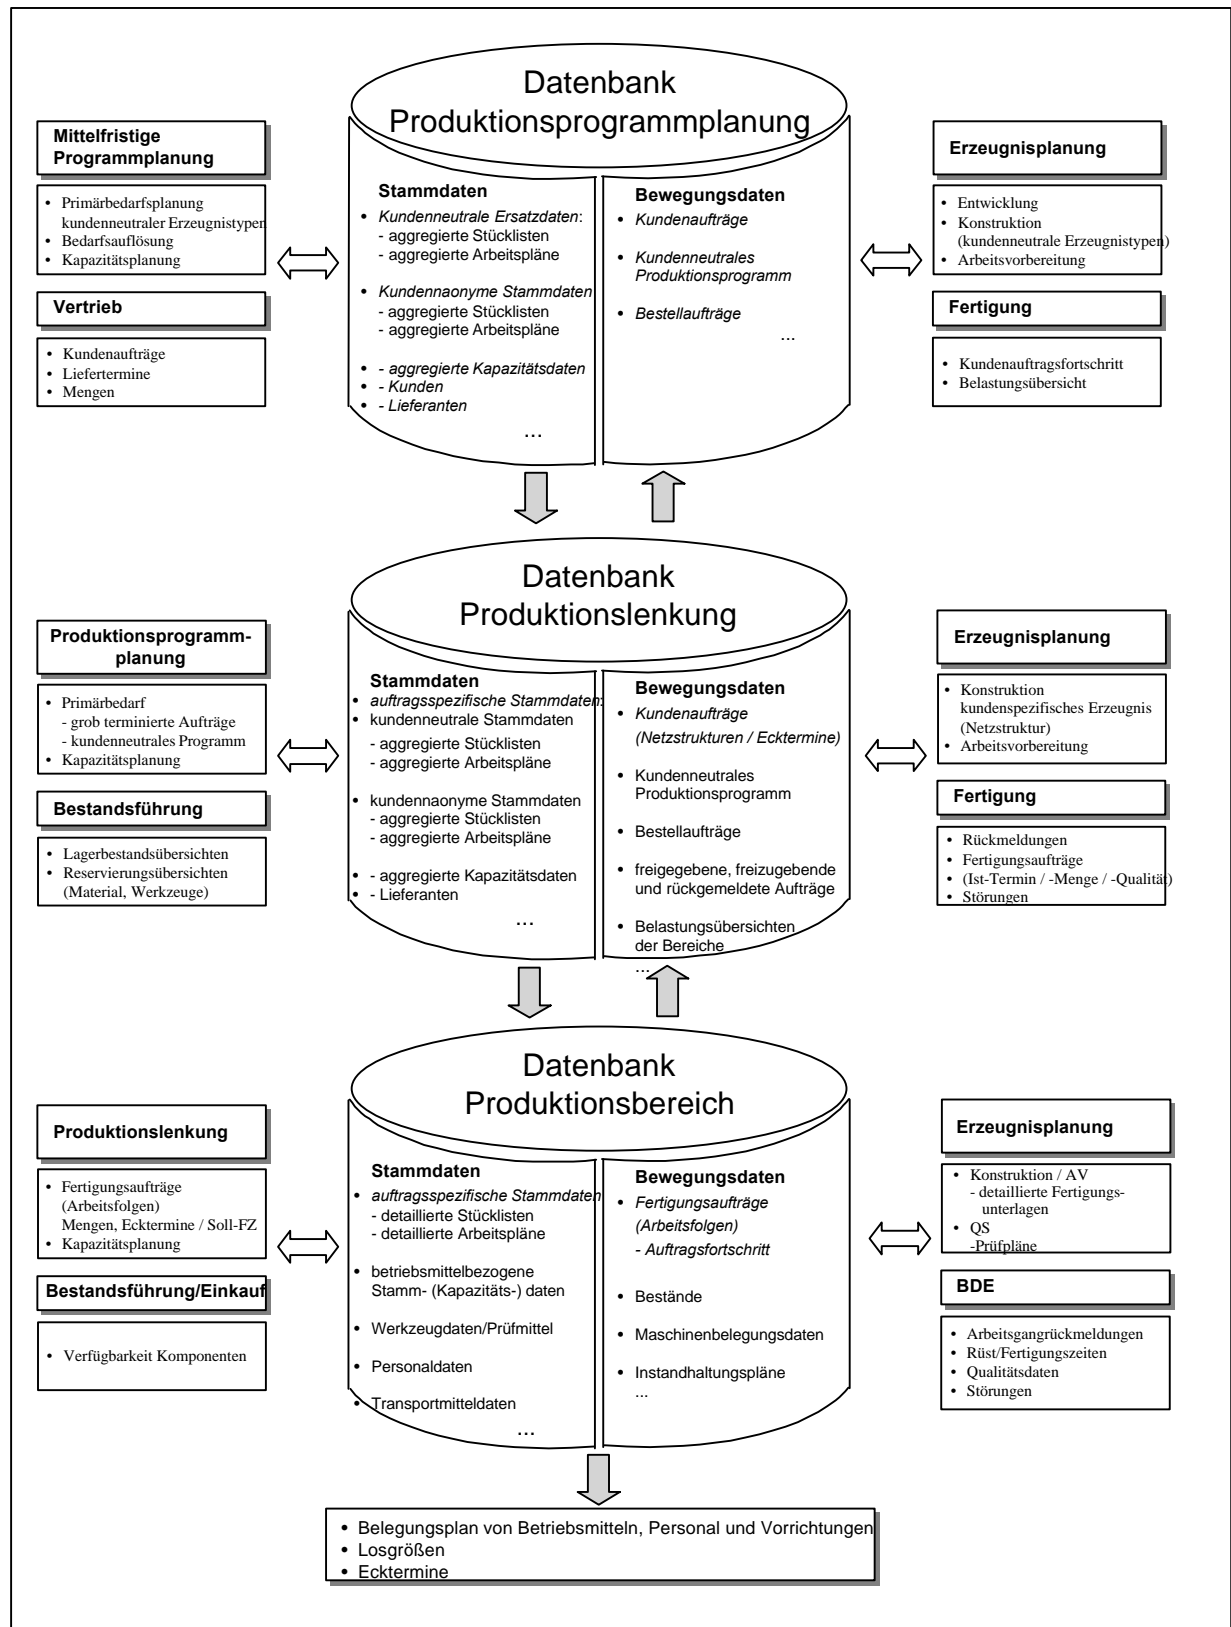 Datenbank
Produktionsprogrammplanung
Mittelfristige
Programmplanung
• Primärbedarfsplanung
kundenneutraler Erzeugnistypen
• Bedarfsauflösung
• Kapazitätsplanung
Vertrieb
• Kundenaufträge
• Liefertermine
• Mengen
Stammdaten
• Kundenneutrale Ersatzdaten:
- aggregierte Stücklisten
- aggregierte Arbeitspläne
• Kundennaonyme Stammdaten
- aggregierte Stücklisten
- aggregierte Arbeitspläne
• - aggregierte Kapazitätsdaten
• - Kunden
• - Lieferanten
...
Bewegungsdaten
• Kundenaufträge
• Kundenneutrales
Produktionsprogramm
• Bestellaufträge
...
Erzeugnisplanung
• Entwicklung
• Konstruktion
(kundenneutrale Erzeugnistypen)
• Arbeitsvorbereitung
Fertigung
• Kundenauftragsfortschritt
• Belastungsübersicht
Datenbank
Produktionslenkung
Produktionsprogramm-
planung
• Primärbedarf
- grob terminierte Aufträge
- kundenneutrales Programm
• Kapazitätsplanung
Bestandsführung
• Lagerbestandsübersichten
• Reservierungsübersichten
(Material, Werkzeuge)
Stammdaten
• auftragsspezifische Stammdaten:
• kundenneutrale Stammdaten
- aggregierte Stücklisten
- aggregierte Arbeitspläne
• kundennaonyme Stammdaten
- aggregierte Stücklisten
- aggregierte Arbeitspläne
• - aggregierte Kapazitätsdaten
• - Lieferanten
...
Bewegungsdaten
• Kundenaufträge
(Netzstrukturen / Ecktermine)
• Kundenneutrales
Produktionsprogramm
• Bestellaufträge
• freigegebene, freizugebende
und rückgemeldete Aufträge
• Belastungsübersichten
der Bereiche
...
Erzeugnisplanung
• Konstruktion
kundenspezifisches Erzeugnis
(Netzstruktur)
• Arbeitsvorbereitung
Fertigung
• Rückmeldungen
• Fertigungsaufträge
• (Ist-Termin / -Menge / -Qualität)
• Störungen
Datenbank
Produktionsbereich
Produktionslenkung
• Fertigungsaufträge
(Arbeitsfolgen)
Mengen, Ecktermine / Soll-FZ
• Kapazitätsplanung
Bestandsführung/Einkauf
• Verfügbarkeit Komponenten
Stammdaten
• auftragsspezifische Stammdaten
- detaillierte Stücklisten
- detaillierte Arbeitspläne
• betriebsmittelbezogene
Stamm- (Kapazitäts-) daten
• Werkzeugdaten/Prüfmittel
• Personaldaten
• Transportmitteldaten
...
Bewegungsdaten
• Fertigungsaufträge
(Arbeitsfolgen)
- Auftragsfortschritt
• Bestände
• Maschinenbelegungsdaten
• Instandhaltungspläne
...
Erzeugnisplanung
• Konstruktion / AV
- detaillierte Fertigungs-
unterlagen
• QS
-Prüfpläne
BDE
• Arbeitsgangrückmeldungen
• Rüst/Fertigungszeiten
• Qualitätsdaten
• Störungen
• Belegungsplan von Betriebsmitteln, Personal und Vorrichtungen
• Losgrößen
• Ecktermine